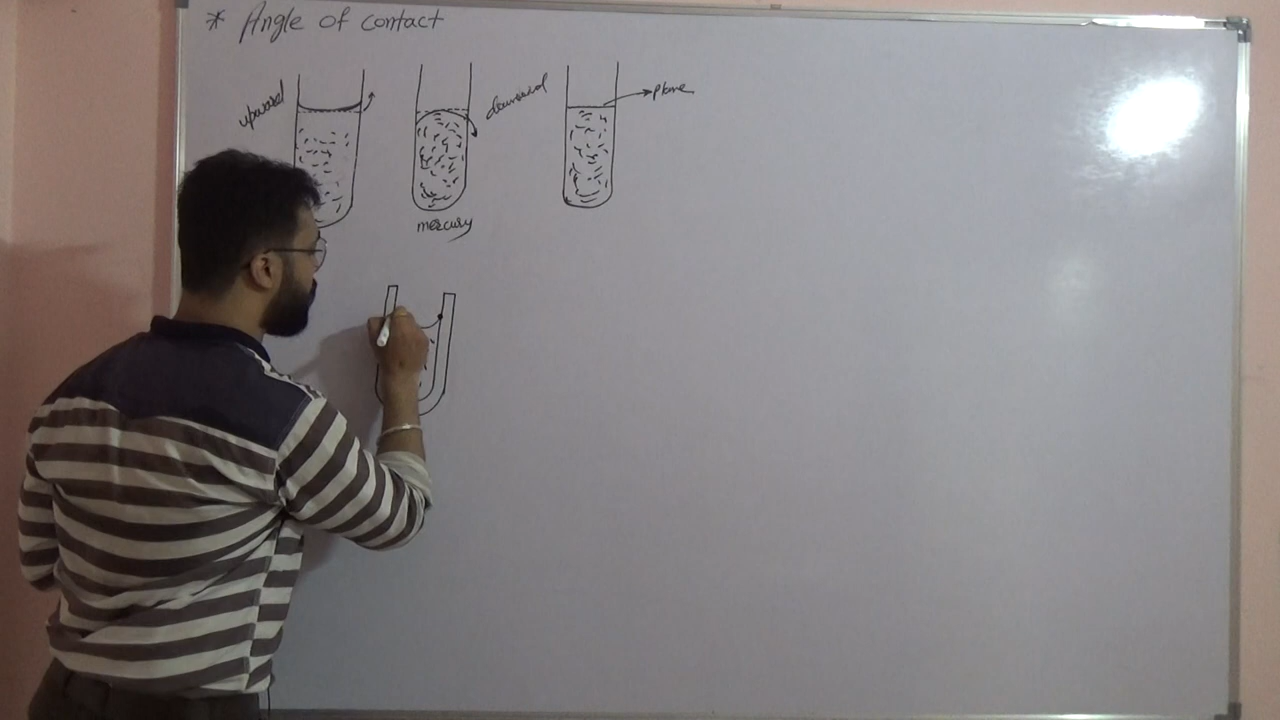 * Angle of contact
upward
downward
plane
mercury